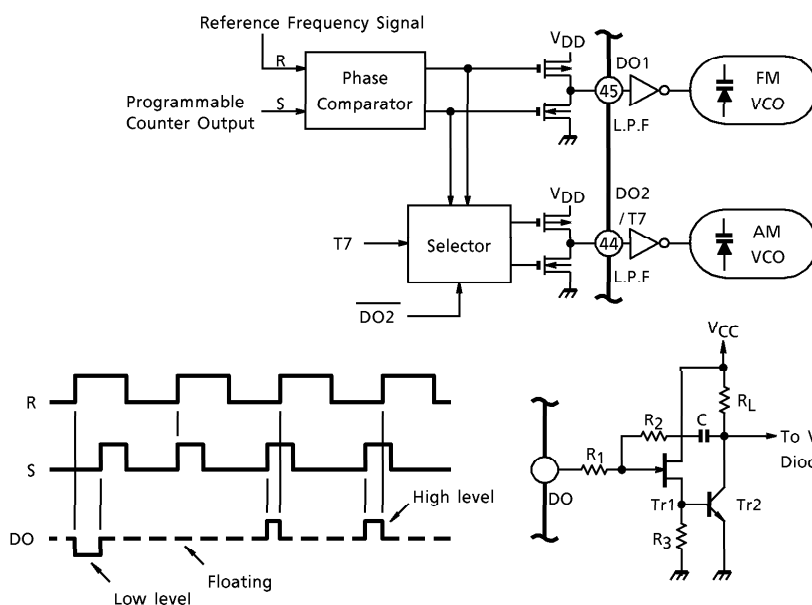 Reference Frequency Signal
R
Phase
Comparator
S
Programmable
Counter Output
VDD
DO1
45
L.P.F
FM
VCO
T7
Selector
DO2
VDD
DO2
/ T7
44
L.P.F
AM
VCO
R
S
DO
High level
Floating
Low level
VCC
RL
R2
C
R1
To V
Diod
DO
Tr1
Tr2
R3